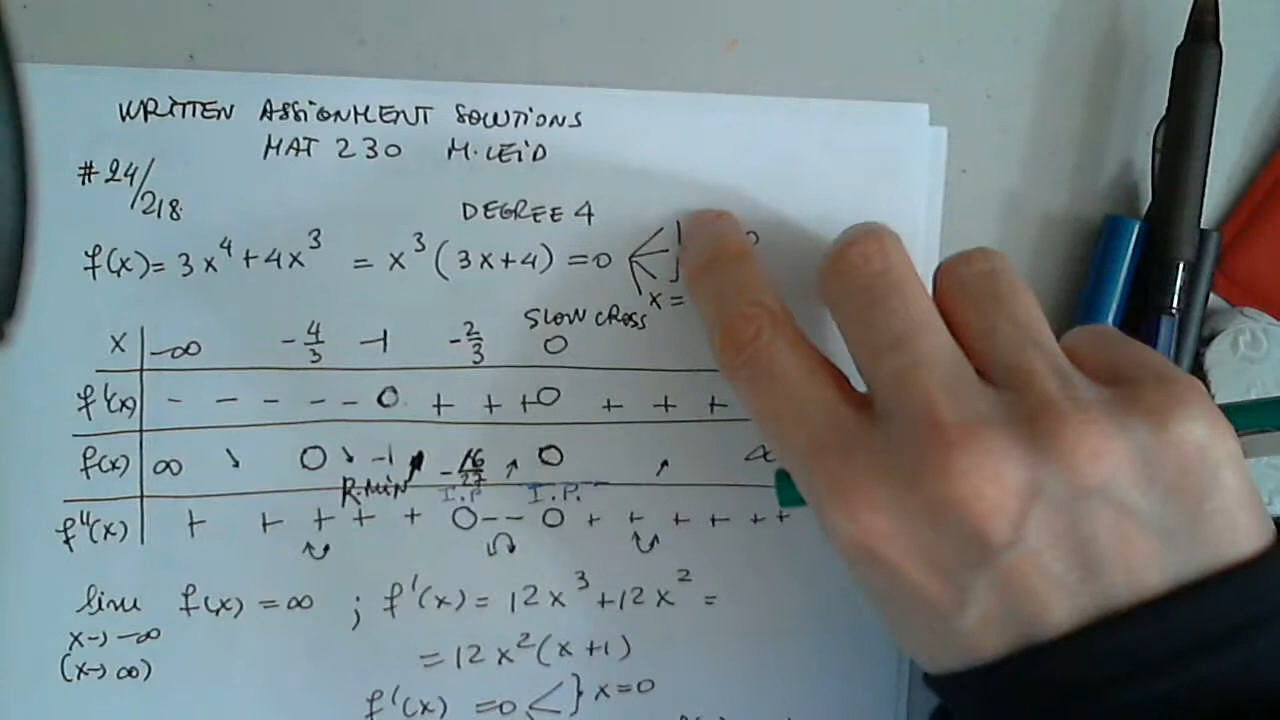 WRITTEN ASSIGNMENT SOLUTIONS
MAT 230 M.LEID
#24/218
DEGREE 4
f(x)= 3x⁴+4x³ = x³(3x+4)=0
x=
SLOW CROSS
x -∞ -4/3 -1 -2/3 0
f'(x) - - - - - 0 + + + 0 + + +
f(x) ∞ ↘ 0 ↘ -1 ↗ -16/27 ↗ 0 ↗
R.MIN I.P I.P.
f"(x) + + + + + 0 - - 0 + + + + + +
lim f(x) = ∞ ; f'(x) = 12x³+12x² =
x→-∞
(x→∞)
= 12x²(x+1)
f'(x) =0 < } x=0